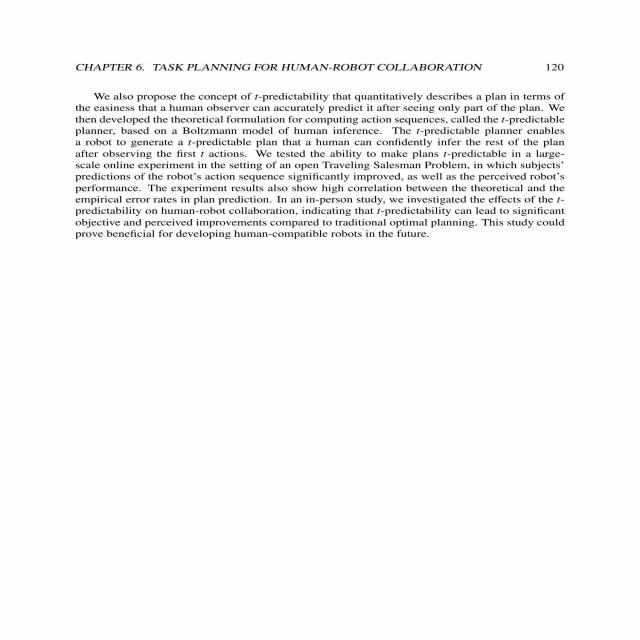 CHAPTER 6. TASK PLANNING FOR HUMAN-ROBOT COLLABORATION 120
We also propose the concept of t-predictability that quantitatively describes a plan in terms of
the easiness that a human observer can accurately predict it after seeing only part of the plan. We
then developed the theoretical formulation for computing action sequences, called the t-predictable
planner, based on a Boltzmann model of human inference. The t-predictable planner enables
a robot to generate a t-predictable plan that a human can confidently infer the rest of the plan
after observing the first t actions. We tested the ability to make plans t-predictable in a large-
scale online experiment in the setting of an open Traveling Salesman Problem, in which subjects'
predictions of the robot's action sequence significantly improved, as well as the perceived robot's
performance. The experiment results also show high correlation between the theoretical and the
empirical error rates in plan prediction. In an in-person study, we investigated the effects of the t-
predictability on human-robot collaboration, indicating that t-predictability can lead to significant
objective and perceived improvements compared to traditional optimal planning. This study could
prove beneficial for developing human-compatible robots in the future.